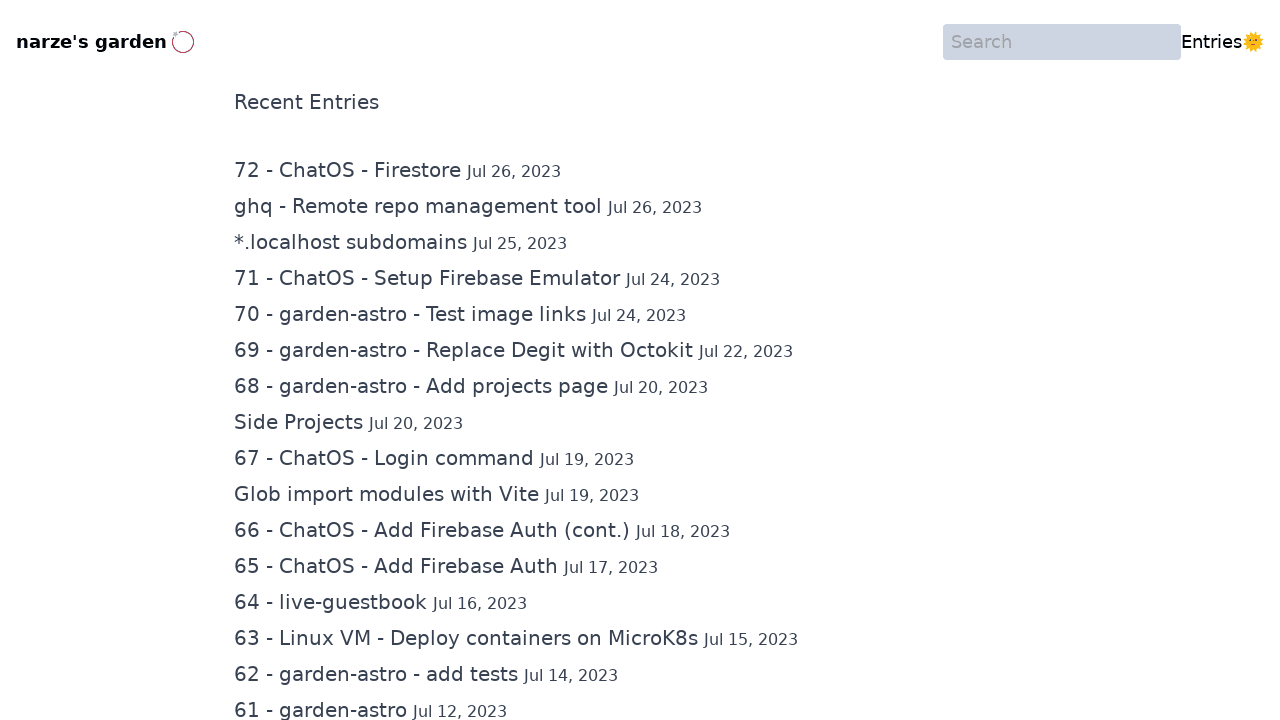 narze's garden
Search
Entries🌞
Recent Entries
72 - ChatOS - Firestore Jul 26, 2023
ghq - Remote repo management tool Jul 26, 2023
*.localhost subdomains Jul 25, 2023
71 - ChatOS - Setup Firebase Emulator Jul 24, 2023
70 - garden-astro - Test image links Jul 24, 2023
69 - garden-astro - Replace Degit with Octokit Jul 22, 2023
68 - garden-astro - Add projects page Jul 20, 2023
Side Projects Jul 20, 2023
67 - ChatOS - Login command Jul 19, 2023
Glob import modules with Vite Jul 19, 2023
66 - ChatOS - Add Firebase Auth (cont.) Jul 18, 2023
65 - ChatOS - Add Firebase Auth Jul 17, 2023
64 - live-guestbook Jul 16, 2023
63 - Linux VM - Deploy containers on MicroK8s Jul 15, 2023
62 - garden-astro - add tests Jul 14, 2023
61 - garden-astro Jul 12, 2023